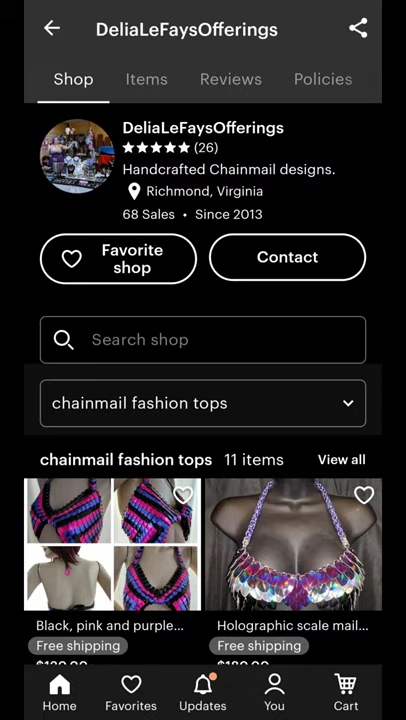 DeliaLeFaysOfferings
Shop Items Reviews Policies
DeliaLeFaysOfferings
(26)
Handcrafted Chainmail designs.
Richmond, Virginia
68 Sales • Since 2013
Favorite
shop
Contact
Search shop
chainmail fashion tops
chainmail fashion tops 11 items View all
Black, pink and purple... Holographic scale mail...
Free shipping Free shipping
Home Favorites Updates You Cart